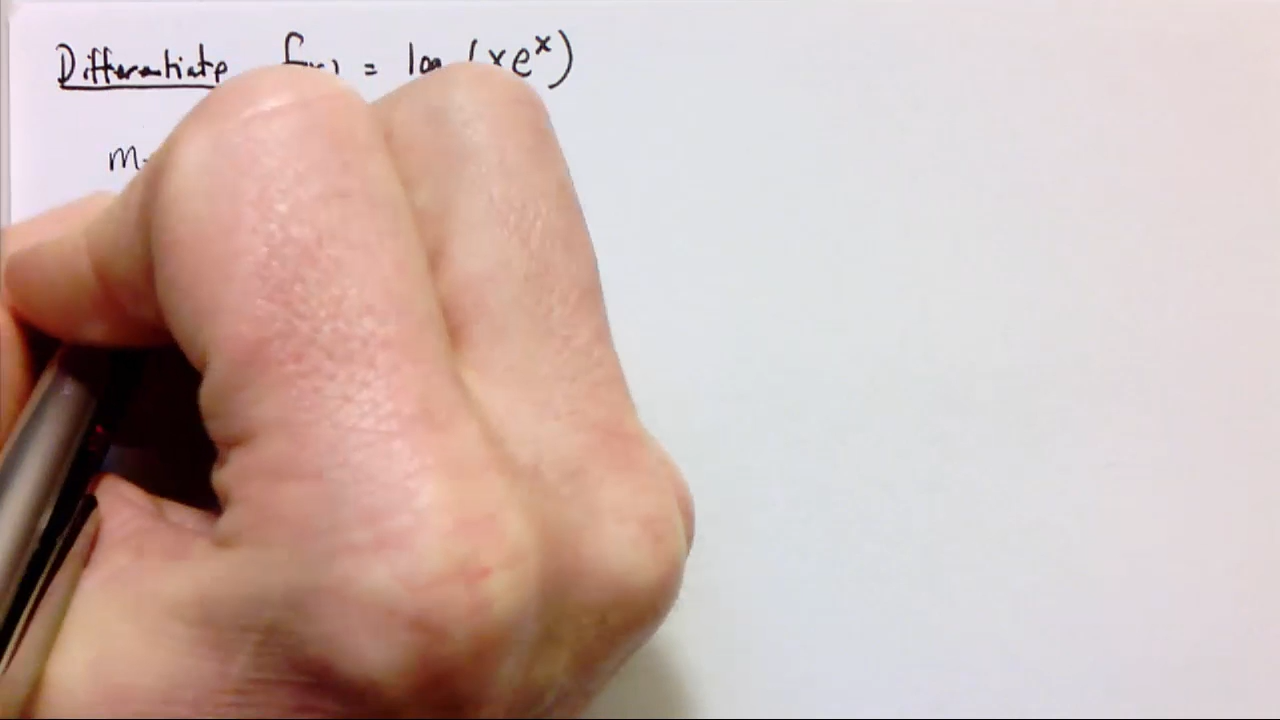 Differentiate f(x) = log (xe^x)
m-